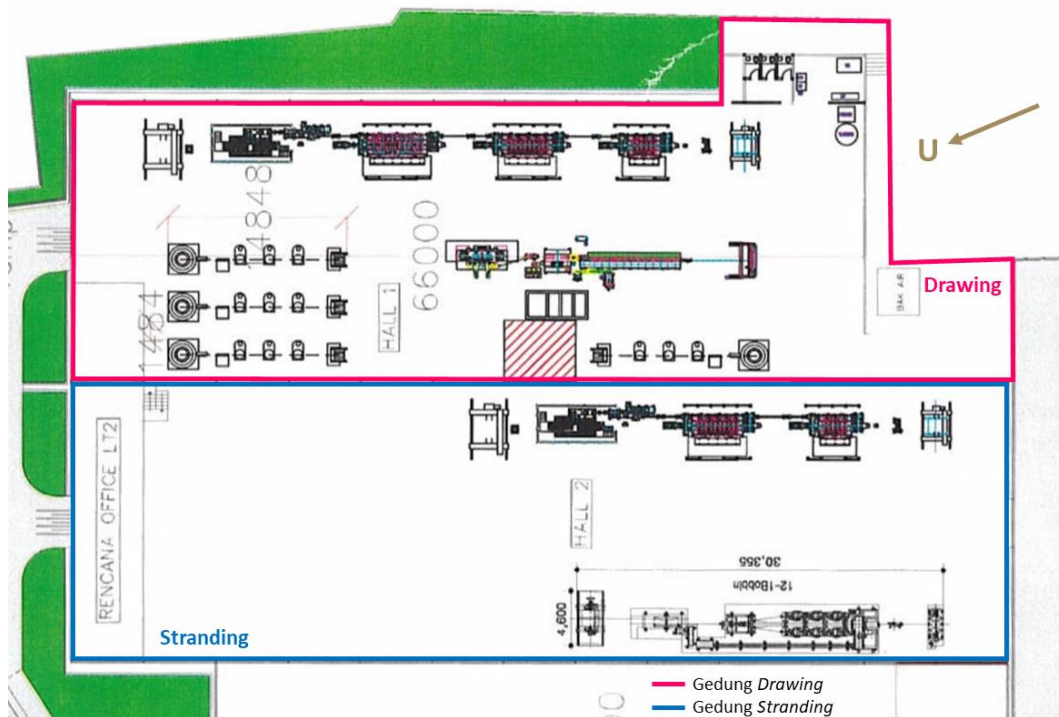 U
14848
66000
HALL 1
1484
BAK AIR
Drawing
RENCANA OFFICE LT2
HALL 2
30,355
12-1Bobbin
4,600
Stranding
Gedung Drawing
Gedung Stranding